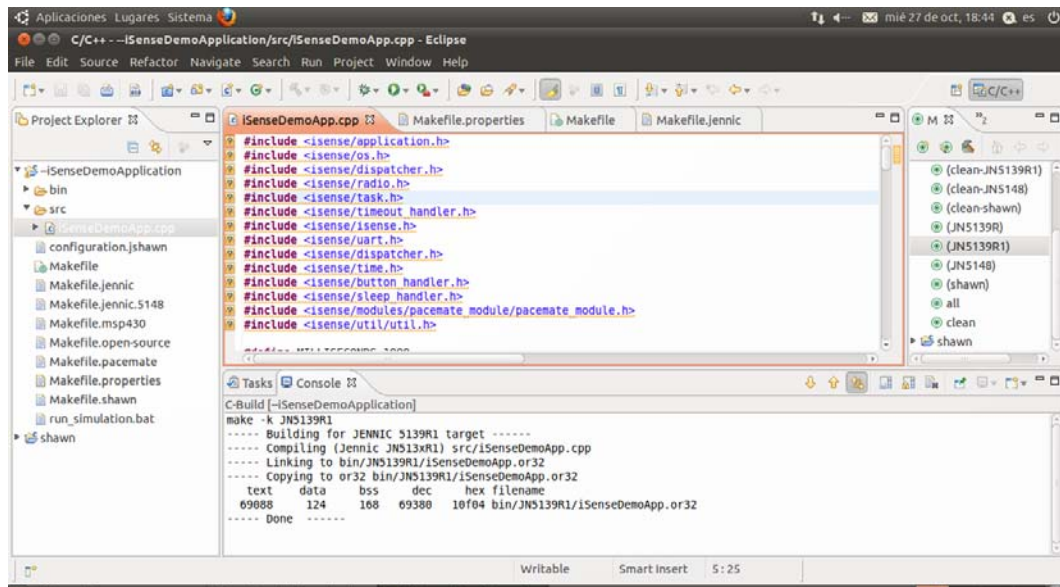 Aplicaciones Lugares Sistema
mié 27 de oct, 18:44 es
C/C++ - ~iSenseDemoApplication/src/iSenseDemoApp.cpp - Eclipse
File Edit Source Refactor Navigate Search Run Project Window Help
C/C++
Project Explorer
~iSenseDemoApplication
bin
src
iSenseDemoApp.cpp
configuration.jshawn
Makefile
Makefile.jennic
Makefile.jennic.5148
Makefile.msp430
Makefile.open-source
Makefile.pacemate
Makefile.properties
Makefile.shawn
run_simulation.bat
shawn
iSenseDemoApp.cpp Makefile.properties Makefile Makefile.jennic
#include <isense/application.h>
#include <isense/os.h>
#include <isense/dispatcher.h>
#include <isense/radio.h>
#include <isense/task.h>
#include <isense/timeout_handler.h>
#include <isense/isense.h>
#include <isense/uart.h>
#include <isense/dispatcher.h>
#include <isense/time.h>
#include <isense/button_handler.h>
#include <isense/sleep_handler.h>
#include <isense/modules/pacemate_module/pacemate_module.h>
#include <isense/util/util.h>
#define MILLISECONDS 1000
M "2
(clean-JN5139R1)
(clean-JN5148)
(clean-shawn)
(JN5139R)
(JN5139R1)
(JN5148)
(shawn)
all
clean
shawn
Tasks Console
C-Build [~iSenseDemoApplication]
make -k JN5139R1
----- Building for JENNIC 5139R1 target ------
----- Compiling (Jennic JN513xR1) src/iSenseDemoApp.cpp
----- Linking to bin/JN5139R1/iSenseDemoApp.or32
----- Copying to or32 bin/JN5139R1/iSenseDemoApp.or32
text data bss dec hex filename
69088 124 168 69380 10f04 bin/JN5139R1/iSenseDemoApp.or32
----- Done ------
Writable Smart Insert 5:25